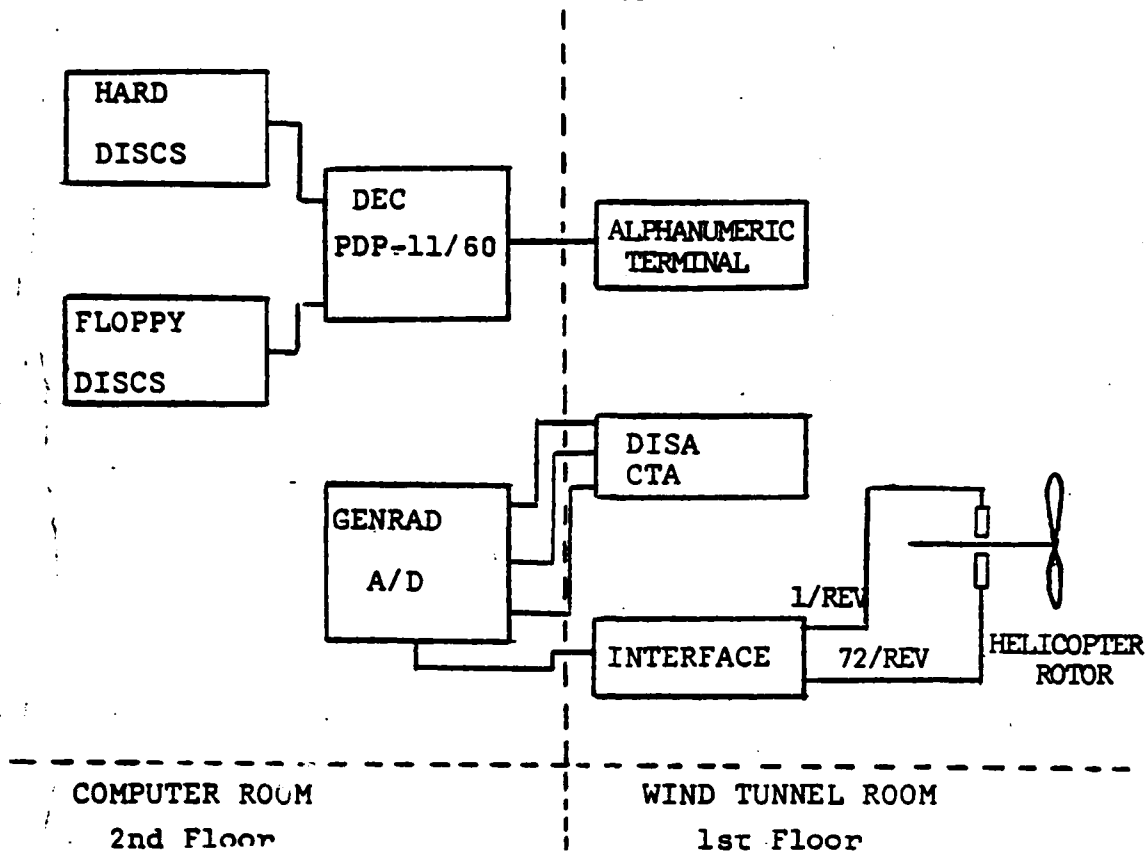 HARD
DISCS
DEC
PDP-11/60
ALPHANUMERIC
TERMINAL
FLOPPY
DISCS
DISA
CTA
GENRAD
A/D
1/REV
INTERFACE
72/REV
HELICOPTER
ROTOR
COMPUTER ROOM
2nd Floor
WIND TUNNEL ROOM
1st Floor